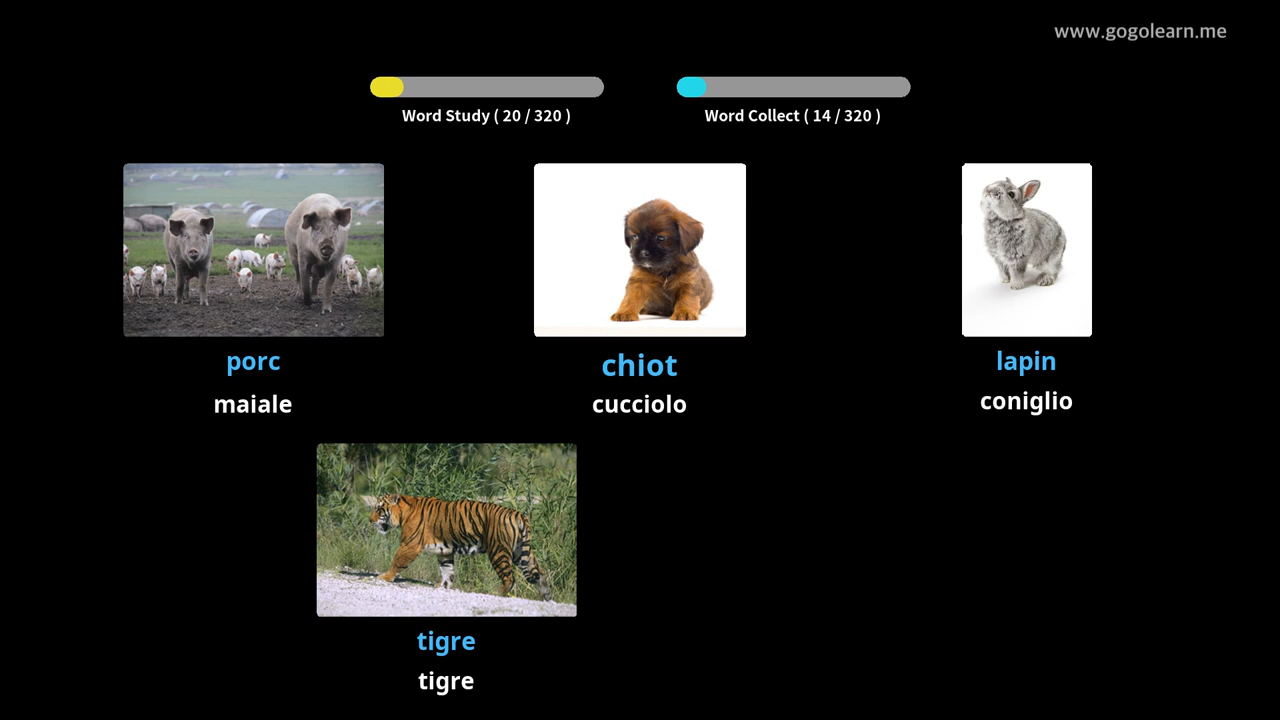 www.gogolearn.me
Word Study ( 20 / 320 )
Word Collect ( 14 / 320 )
porc
maiale
chiot
cucciolo
lapin
coniglio
tigre
tigre